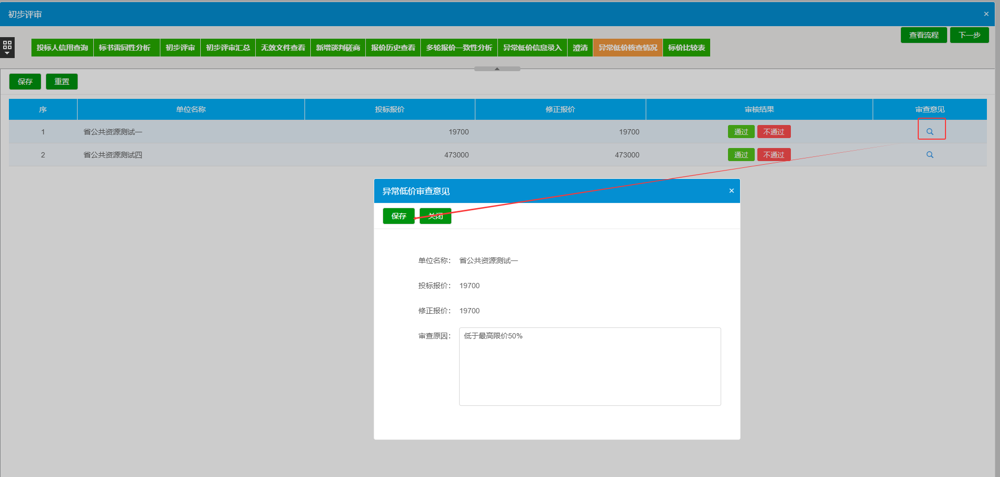 初步评审 ×
查看流程 下一步
投标人信用查询 标书雷同性分析 初步评审 初步评审汇总 无效文件查看 新增谈判磋商 报价历史查看 多轮报价一致性分析 异常低价信息录入 澄清 异常低价核查情况 标价比较表
保存 重置
序 单位名称 投标报价 修正报价 审核结果 审查意见
1 省公共资源测试一 19700 19700 通过 不通过
2 省公共资源测试四 473000 473000 通过 不通过
异常低价审查意见 ×
保存 关闭
单位名称： 省公共资源测试一
投标报价： 19700
修正报价： 19700
审查原因： 低于最高限价50%